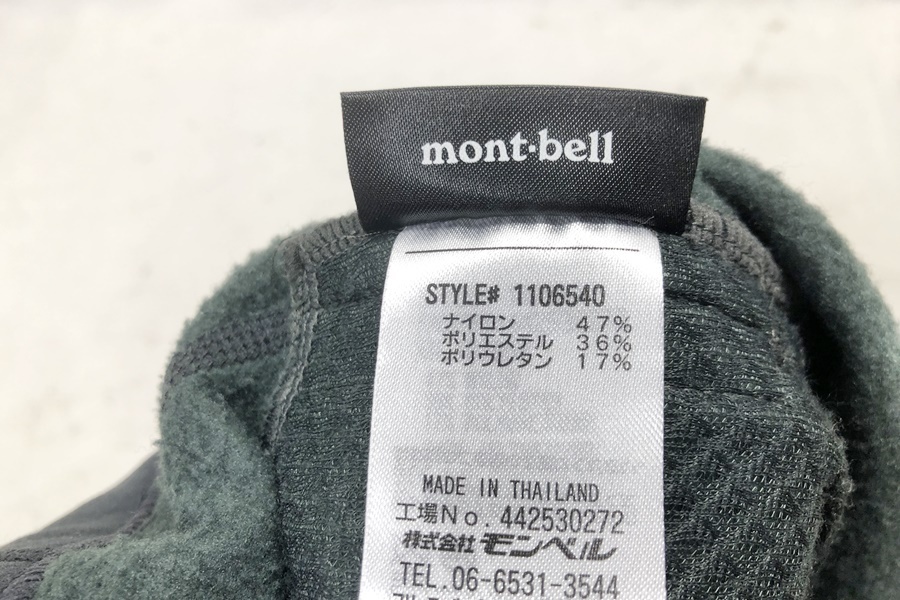 mont·bell
STYLE# 1106540
ナイロン 47%
ポリエステル 36%
ポリウレタン 17%
MADE IN THAILAND
工場No. 442530272
株式会社 モンベル
TEL.06-6531-3544